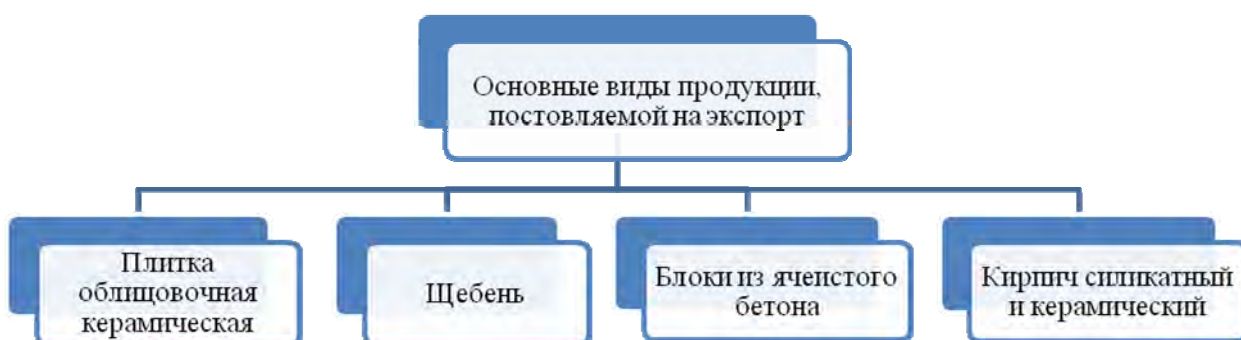 Основные виды продукции,
постовляемой на экспорт
Плитка
облицовочная
керамическая
Щебень
Блоки из ячеистого
бетона
Кирпич силикатный
и керамический